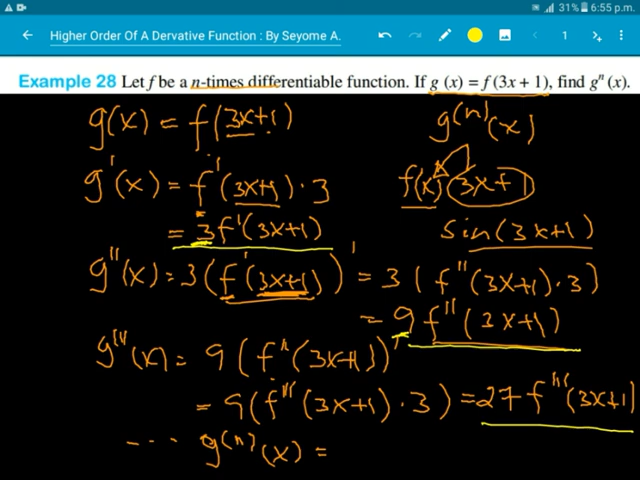 31% 6:55 p.m.
Higher Order Of A Dervative Function : By Seyome A.
1
Example 28 Let f be a n-times differentiable function. If g (x) = f (3x + 1), find gⁿ (x).
g(x) = f(3x+1) g⁽ⁿ⁾(x)
g'(x) = f'(3x+1) · 3 f(x) 3x+1
= 3f'(3x+1) sin(3x+1)
g''(x) = 3(f'(3x+1))' = 3(f''(3x+1)·3)
= 9f''(3x+1)
g'''(x) = 9(f''(3x+1))'
= 9(f'''(3x+1)·3) = 27f'''(3x+1)
---- g⁽ⁿ⁾(x) =